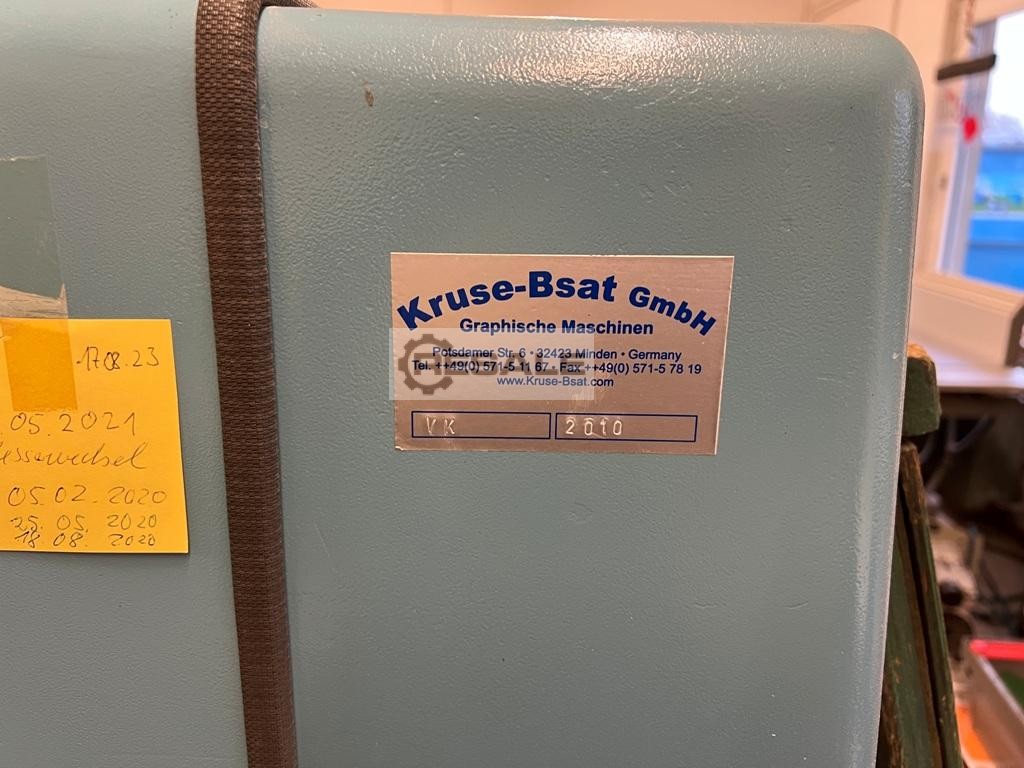 Kruse-Bsat GmbH
Graphische Maschinen
Potsdamer Str. 6 • 32423 Minden • Germany
Tel. ++49(0) 571-5 11 67 • Fax ++49(0) 571-5 78 19
www.Kruse-Bsat.com
VK 2010
RESALE
17.08.23
05.2021
05.02.2020
25.05.2020
18.08.2020